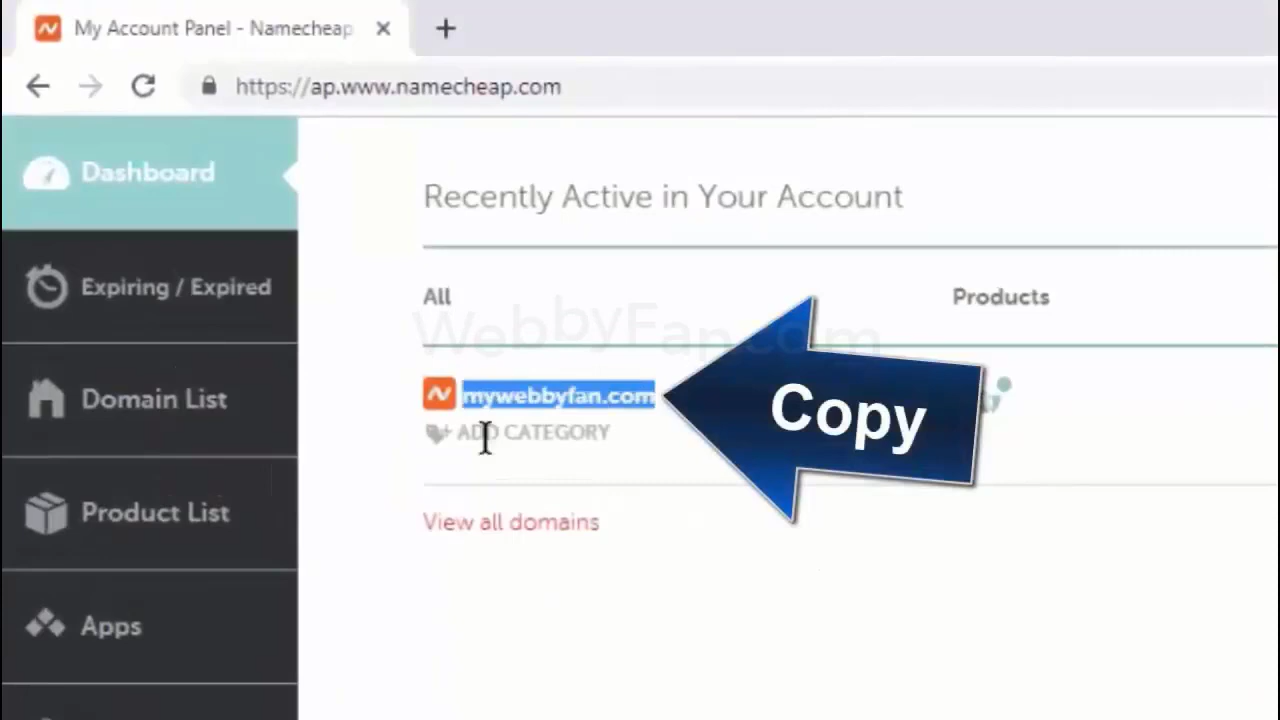 My Account Panel - Namecheap
https://ap.www.namecheap.com
Dashboard
Expiring / Expired
Domain List
Product List
Apps
Recently Active in Your Account
All
Products
WebbyFan.com
mywebbyfan.com
Copy
ADD CATEGORY
View all domains